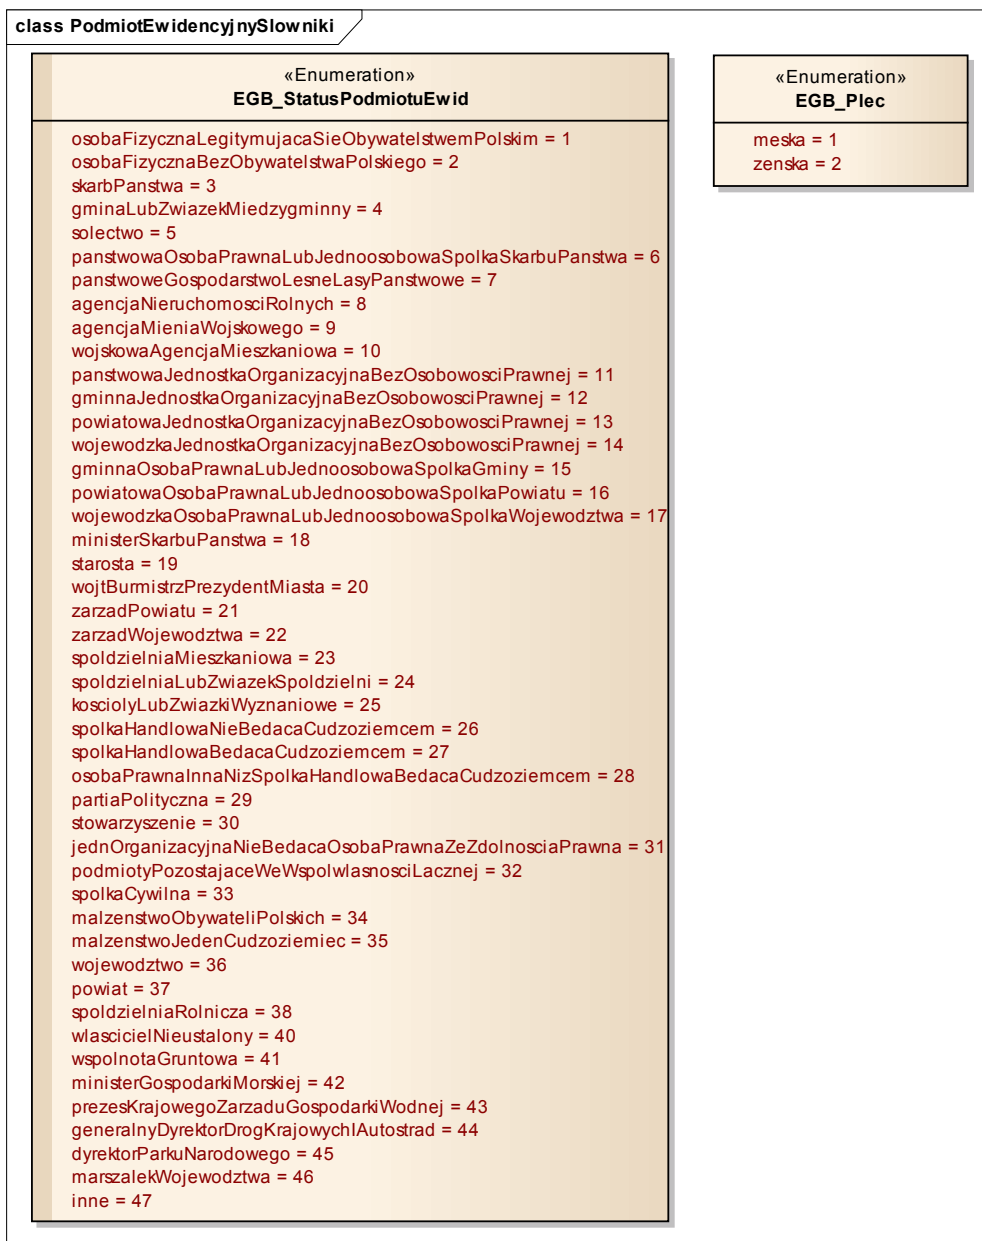 class PodmiotEwidencyjnySlowniki
«Enumeration»
EGB_StatusPodmiotuEwid
osobaFizycznaLegitymujacaSieObywatelstwemPolskim = 1
osobaFizycznaBezObywatelstwaPolskiego = 2
skarbPanstwa = 3
gminaLubZwiazekMiedzygminny = 4
solectwo = 5
panstwowaOsobaPrawnaLubJednoosobowaSpolkaSkarbuPanstwa = 6
panstwoweGospodarstwoLesneLasyPanstwowe = 7
agencjaNieruchomosciRolnych = 8
agencjaMieniaWojskowego = 9
wojskowaAgencjaMieszkaniowa = 10
panstwowaJednostkaOrganizacyjnaBezOsobowosciPrawnej = 11
gminnaJednostkaOrganizacyjnaBezOsobowosciPrawnej = 12
powiatowaJednostkaOrganizacyjnaBezOsobowosciPrawnej = 13
wojewodzkaJednostkaOrganizacyjnaBezOsobowosciPrawnej = 14
gminnaOsobaPrawnaLubJednoosobowaSpolkaGminy = 15
powiatowaOsobaPrawnaLubJednoosobowaSpolkaPowiatu = 16
wojewodzkaOsobaPrawnaLubJednoosobowaSpolkaWojewodztwa = 17
ministerSkarbuPanstwa = 18
starosta = 19
wojtBurmistrzPrezydentMiasta = 20
zarzadPowiatu = 21
zarzadWojewodztwa = 22
spoldzielniaMieszkaniowa = 23
spoldzielniaLubZwiazekSpoldzielni = 24
kosciolyLubZwiazkiWyznaniowe = 25
spolkaHandlowaNieBedacaCudzoziemcem = 26
spolkaHandlowaBedacaCudzoziemcem = 27
osobaPrawnaInnaNizSpolkaHandlowaBedacaCudzoziemcem = 28
partiaPolityczna = 29
stowarzyszenie = 30
jednOrganizacyjnaNieBedacaOsobaPrawnaZeZdolnosciaPrawna = 31
podmiotyPozostajaceWeWspolwlasnosciLacznej = 32
spolkaCywilna = 33
malzenstwoObywateliPolskich = 34
malzenstwoJedenCudzoziemiec = 35
wojewodztwo = 36
powiat = 37
spoldzielniaRolnicza = 38
wlascicielNieustalony = 40
wspolnotaGruntowa = 41
ministerGospodarkiMorskiej = 42
prezesKrajowegoZarzaduGospodarkiWodnej = 43
generalnyDyrektorDrogKrajowychIAutostrad = 44
dyrektorParkuNarodowego = 45
marszalekWojewodztwa = 46
inne = 47
«Enumeration»
EGB_Plec
meska = 1
zenska = 2